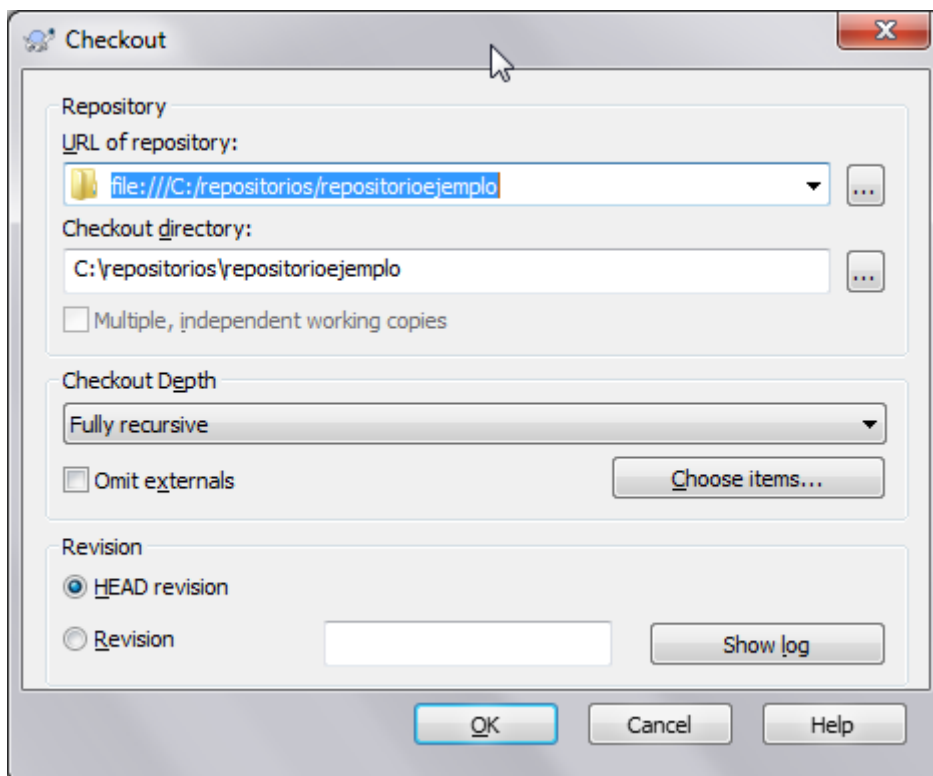 Checkout
Repository
URL of repository:
file:///C:/repositorios/repositorioejemplo
...
Checkout directory:
C:\repositorios\repositorioejemplo
...
Multiple, independent working copies
Checkout Depth
Fully recursive
Omit externals
Choose items...
Revision
HEAD revision
Revision
Show log
OK
Cancel
Help